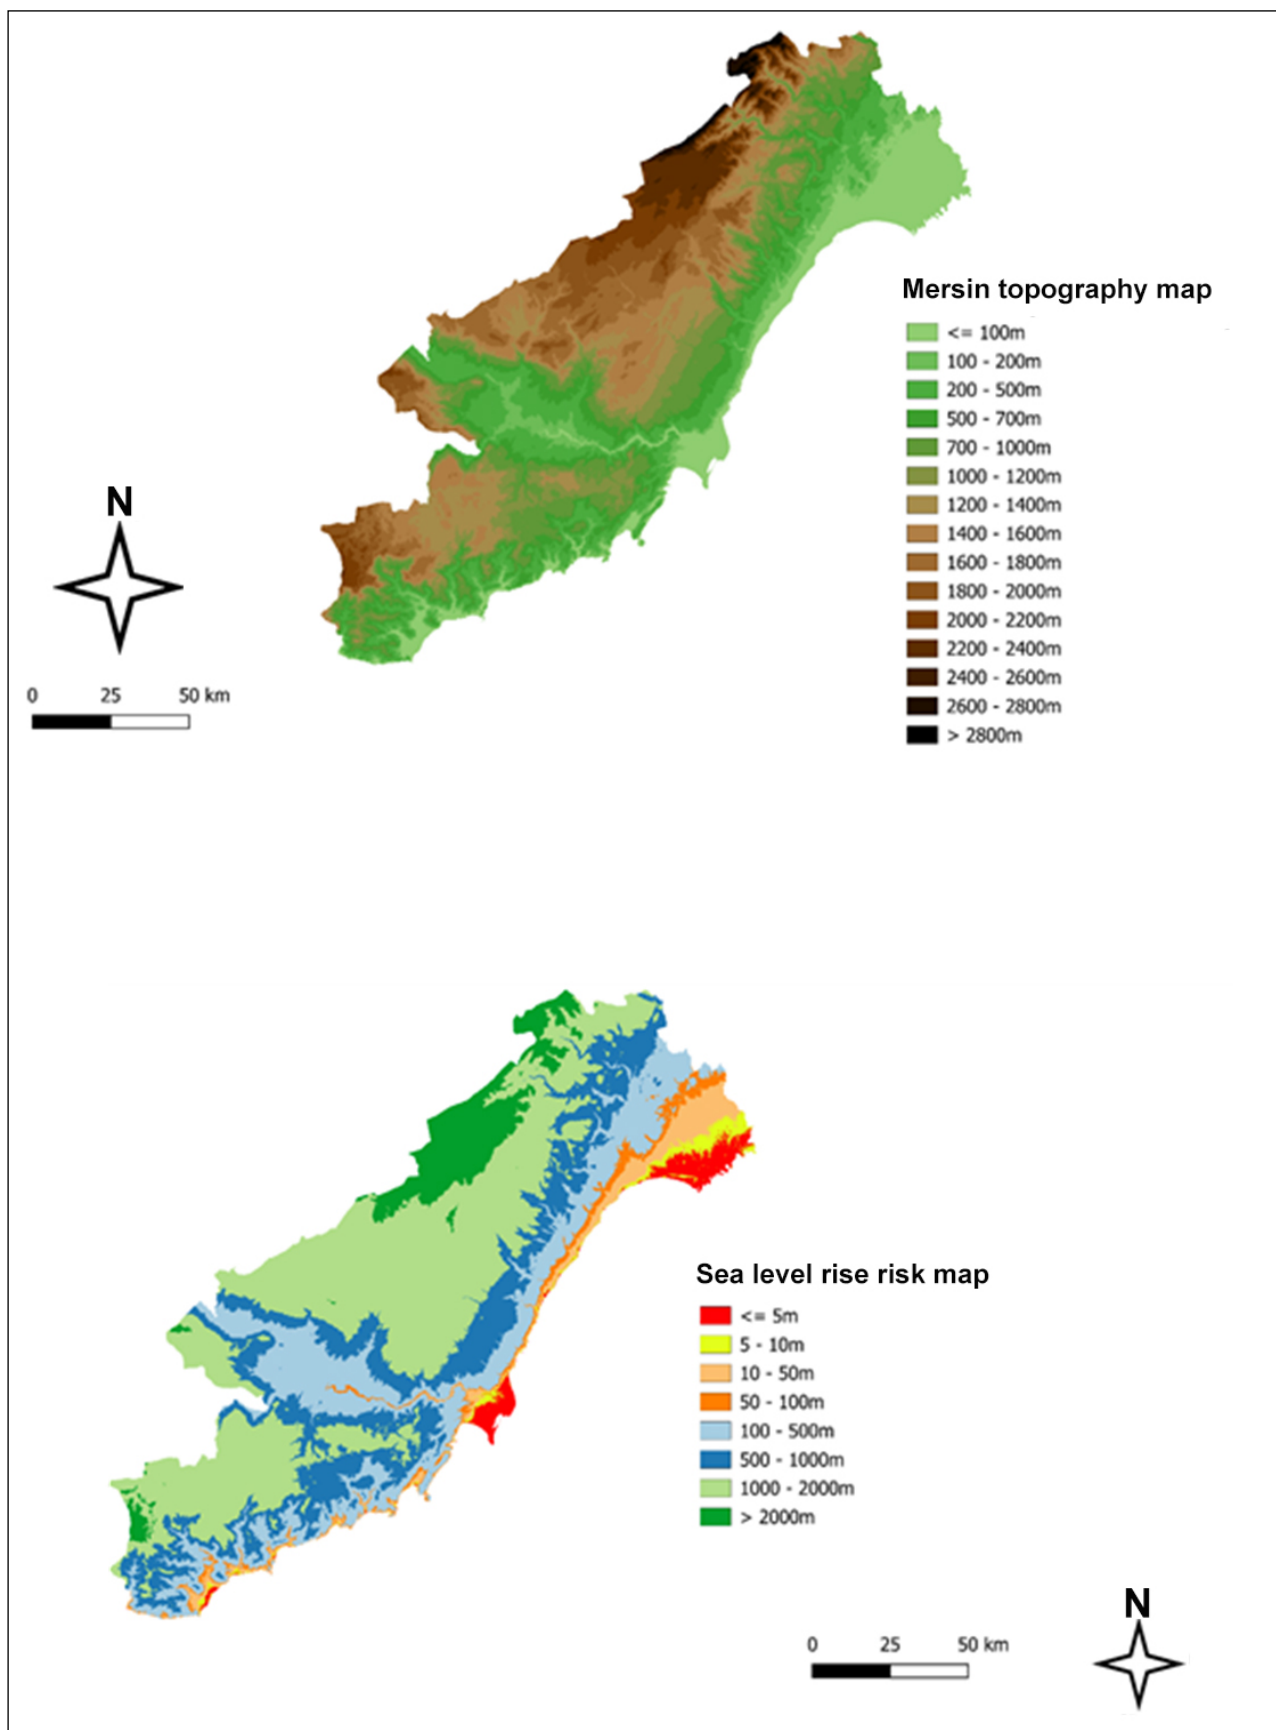 Mersin topography map
<= 100m
100 - 200m
200 - 500m
500 - 700m
700 - 1000m
1000 - 1200m
1200 - 1400m
1400 - 1600m
1600 - 1800m
1800 - 2000m
2000 - 2200m
2200 - 2400m
2400 - 2600m
2600 - 2800m
> 2800m
N
0 25 50 km
Sea level rise risk map
<= 5m
5 - 10m
10 - 50m
50 - 100m
100 - 500m
500 - 1000m
1000 - 2000m
> 2000m
N
0 25 50 km